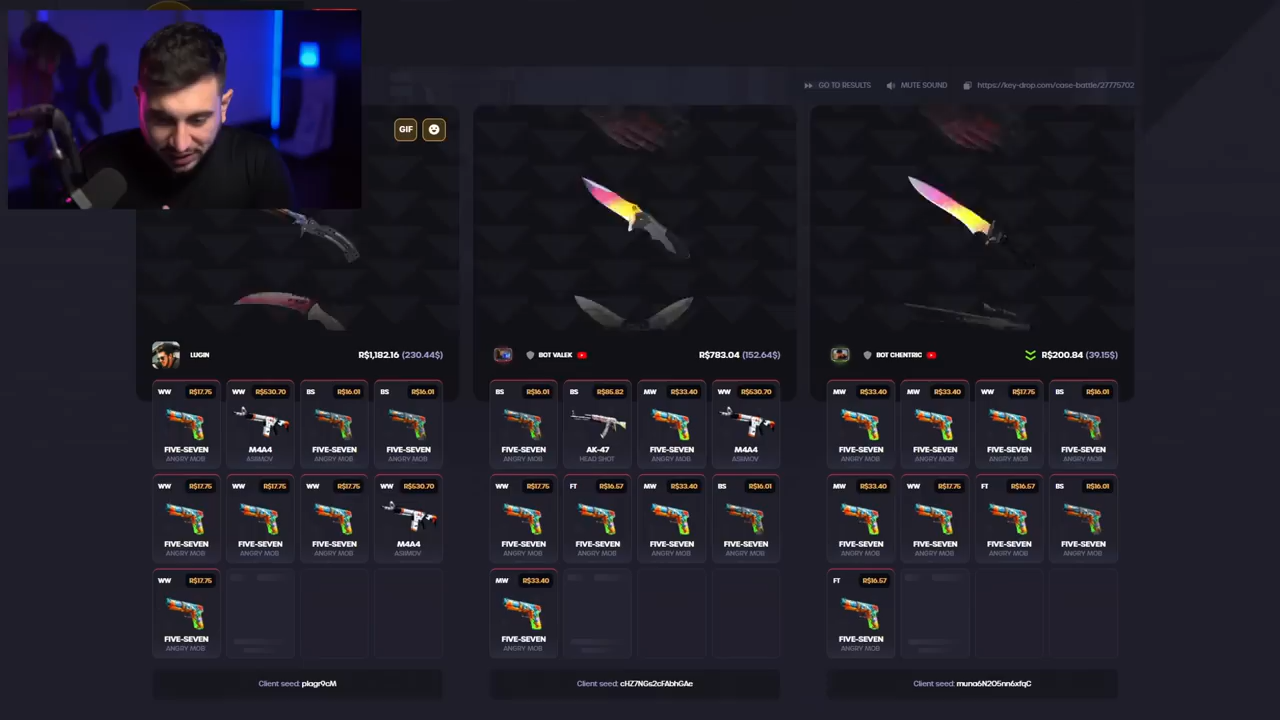 GO TO RESULTS MUTE SOUND https://key-drop.com/case-battle/27775702
GIF
LUGIN R$1,182.16 (230.44$)
BOT VALEK R$783.04 (152.64$)
BOT CHENTRIC R$200.84 (39.15$)
WW R$17.75 WW R$530.70 BS R$16.01 BS R$16.01
FIVE-SEVEN M4A4 FIVE-SEVEN FIVE-SEVEN
ANGRY MOB ASIIMOV ANGRY MOB ANGRY MOB
BS R$16.01 BS R$85.82 MW R$33.40 WW R$530.70
FIVE-SEVEN AK-47 FIVE-SEVEN M4A4
ANGRY MOB HEAD SHOT ANGRY MOB ASIIMOV
MW R$33.40 MW R$33.40 WW R$17.75 BS R$16.01
FIVE-SEVEN FIVE-SEVEN FIVE-SEVEN FIVE-SEVEN
ANGRY MOB ANGRY MOB ANGRY MOB ANGRY MOB
WW R$17.75 WW R$17.75 WW R$17.75 WW R$530.70
FIVE-SEVEN FIVE-SEVEN FIVE-SEVEN M4A4
ANGRY MOB ANGRY MOB ANGRY MOB ASIIMOV
WW R$17.75 FT R$16.57 MW R$33.40 BS R$16.01
FIVE-SEVEN FIVE-SEVEN FIVE-SEVEN FIVE-SEVEN
ANGRY MOB ANGRY MOB ANGRY MOB ANGRY MOB
MW R$33.40 WW R$17.75 FT R$16.57 BS R$16.01
FIVE-SEVEN FIVE-SEVEN FIVE-SEVEN FIVE-SEVEN
ANGRY MOB ANGRY MOB ANGRY MOB ANGRY MOB
WW R$17.75
FIVE-SEVEN
ANGRY MOB
MW R$33.40
FIVE-SEVEN
ANGRY MOB
FT R$16.57
FIVE-SEVEN
ANGRY MOB
Client seed: plagr9cM
Client seed: cHZ7NGs2cFAbhGAe
Client seed: muna6N2O5nn6xfqC